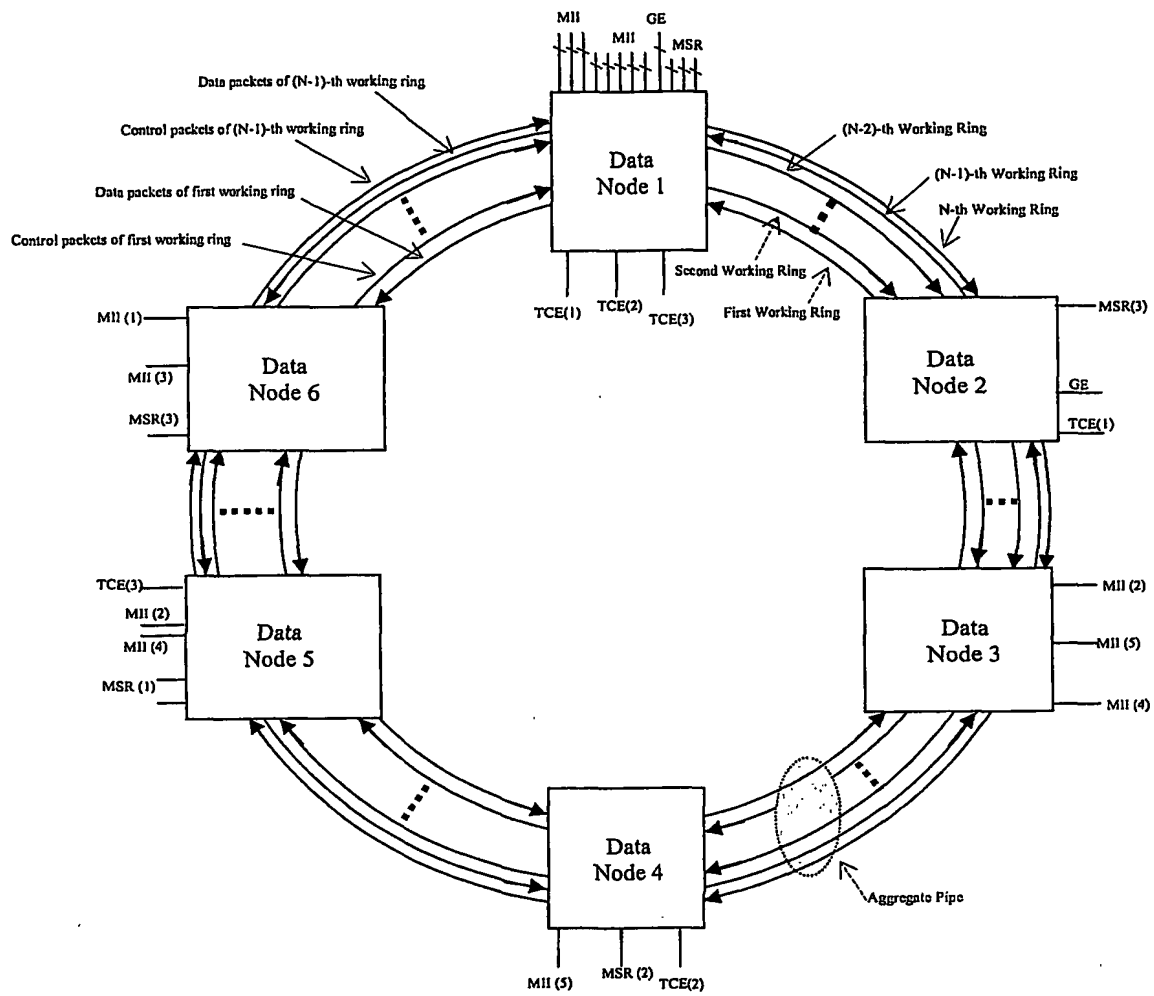 MII
GE
MII
MSR
Data packets of (N-1)-th working ring
Control packets of (N-1)-th working ring
Data packets of first working ring
Control packets of first working ring
Data
Node 1
(N-2)-th Working Ring
(N-1)-th Working Ring
N-th Working Ring
Second Working Ring
First Working Ring
TCE(1)
TCE(2)
TCE(3)
MII (1)
MII (3)
MSR(3)
Data
Node 6
Data
Node 2
MSR(3)
GE
TCE(1)
TCE(3)
MII (2)
MII (4)
MSR (1)
Data
Node 5
Data
Node 3
MII (2)
MII (5)
MII (4)
Data
Node 4
Aggregate Pipe
MII (5)
MSR (2)
TCE(2)